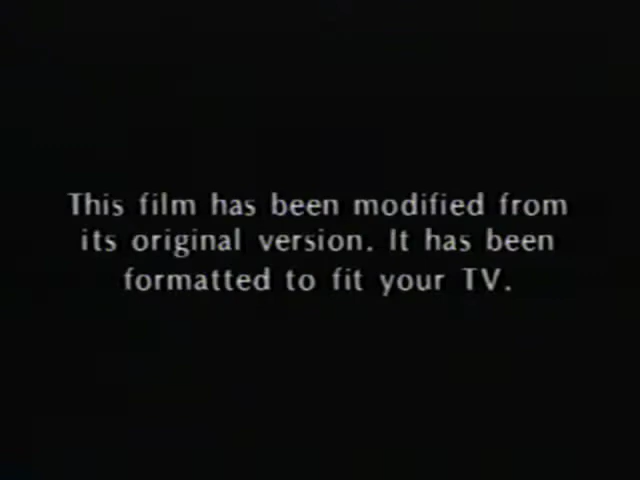 This film has been modified from
its original version. It has been
formatted to fit your TV.